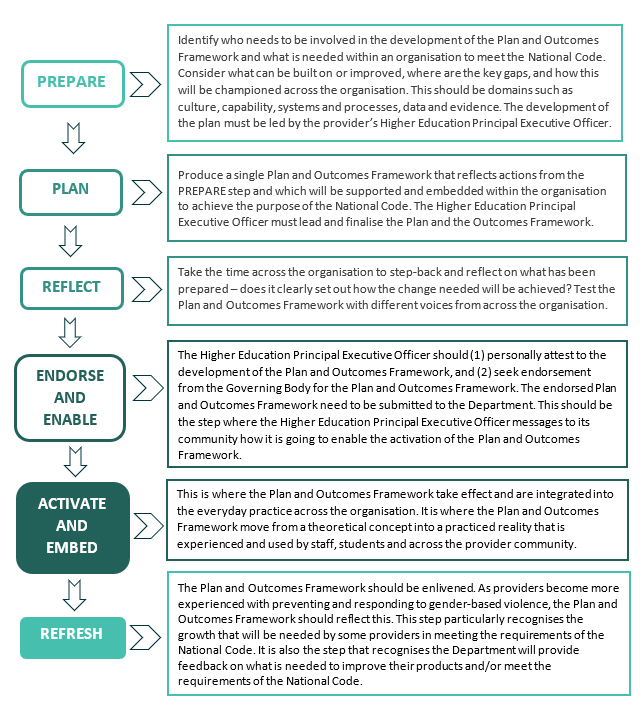 PREPARE
Identify who needs to be involved in the development of the Plan and Outcomes
Framework and what is needed within an organisation to meet the National Code.
Consider what can be built on or improved, where are the key gaps, and how this
will be championed across the organisation. This should be domains such as
culture, capability, systems and processes, data and evidence. The development of
the plan must be led by the provider's Higher Education Principal Executive Officer.
PLAN
Produce a single Plan and Outcomes Framework that reflects actions from the
PREPARE step and which will be supported and embedded within the organisation
to achieve the purpose of the National Code. The Higher Education Principal
Executive Officer must lead and finalise the Plan and the Outcomes Framework.
REFLECT
Take the time across the organisation to step-back and reflect on what has been
prepared – does it clearly set out how the change needed will be achieved? Test the
Plan and Outcomes Framework with different voices from across the organisation.
ENDORSE
AND
ENABLE
The Higher Education Principal Executive Officer should (1) personally attest to the
development of the Plan and Outcomes Framework, and (2) seek endorsement
from the Governing Body for the Plan and Outcomes Framework. The endorsed Plan
and Outcomes Framework need to be submitted to the Department. This should be
the step where the Higher Education Principal Executive Officer messages to its
community how it is going to enable the activation of the Plan and Outcomes
Framework.
ACTIVATE
AND
EMBED
This is where the Plan and Outcomes Framework take effect and are integrated into
the everyday practice across the organisation. It is where the Plan and Outcomes
Framework move from a theoretical concept into a practiced reality that is
experienced and used by staff, students and across the provider community.
REFRESH
The Plan and Outcomes Framework should be enlivened. As providers become more
experienced with preventing and responding to gender-based violence, the Plan and
Outcomes Framework should reflect this. This step particularly recognises the
growth that will be needed by some providers in meeting the requirements of the
National Code. It is also the step that recognises the Department will provide
feedback on what is needed to improve their products and/or meet the
requirements of the National Code.